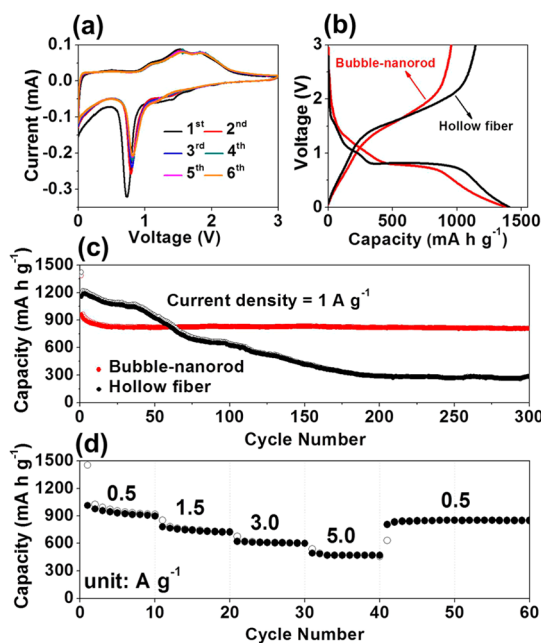 (a)
Current (mA)
0.1
0.0
-0.1
-0.2
-0.3
1st 2nd
3rd 4th
5th 6th
0 1 2 3
Voltage (V)
(b)
Voltage (V)
3
2
1
0
Bubble-nanorod
Hollow fiber
0 500 1000 1500
Capacity (mA h g-1)
(c)
Capacity (mA h g-1)
1500
1200
900
600
300
0
Current density = 1 A g-1
Bubble-nanorod
Hollow fiber
0 50 100 150 200 250 300
Cycle Number
(d)
Capacity (mA h g-1)
1500
1200
900
600
300
0
0.5
1.5
3.0
5.0
0.5
unit: A g-1
0 10 20 30 40 50 60
Cycle Number